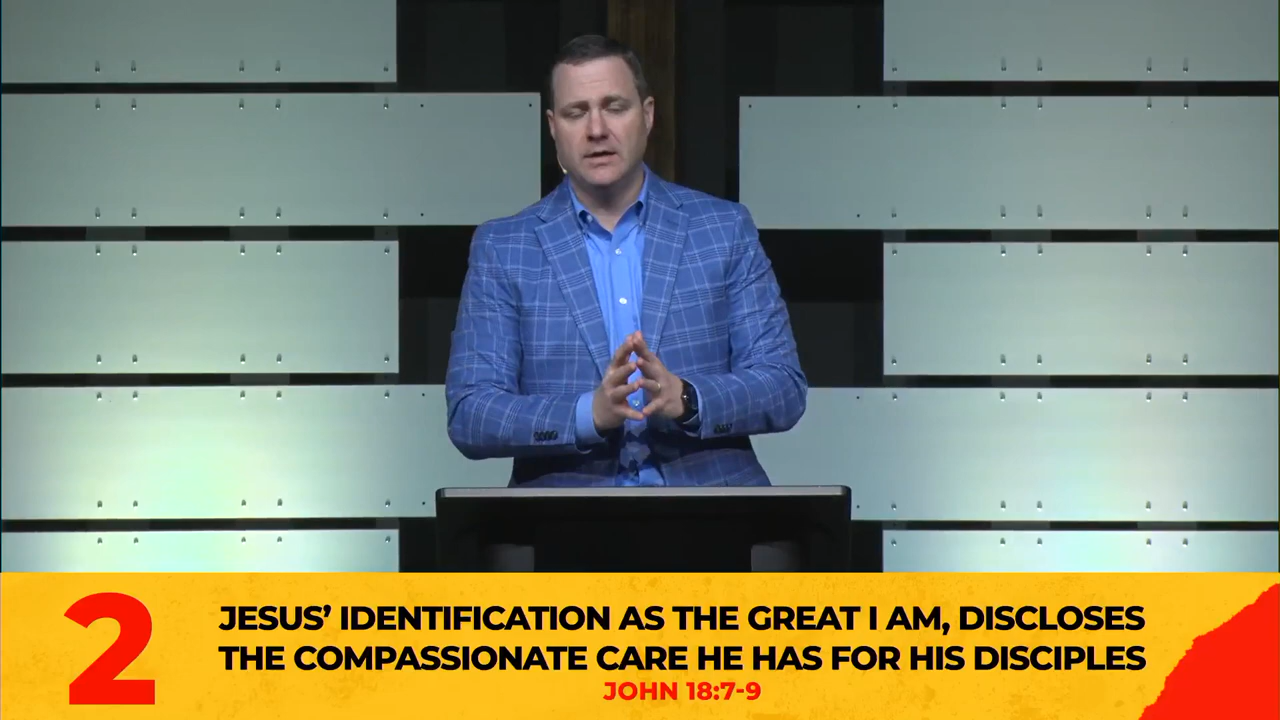 2
JESUS’ IDENTIFICATION AS THE GREAT I AM, DISCLOSES
THE COMPASSIONATE CARE HE HAS FOR HIS DISCIPLES
JOHN 18:7-9